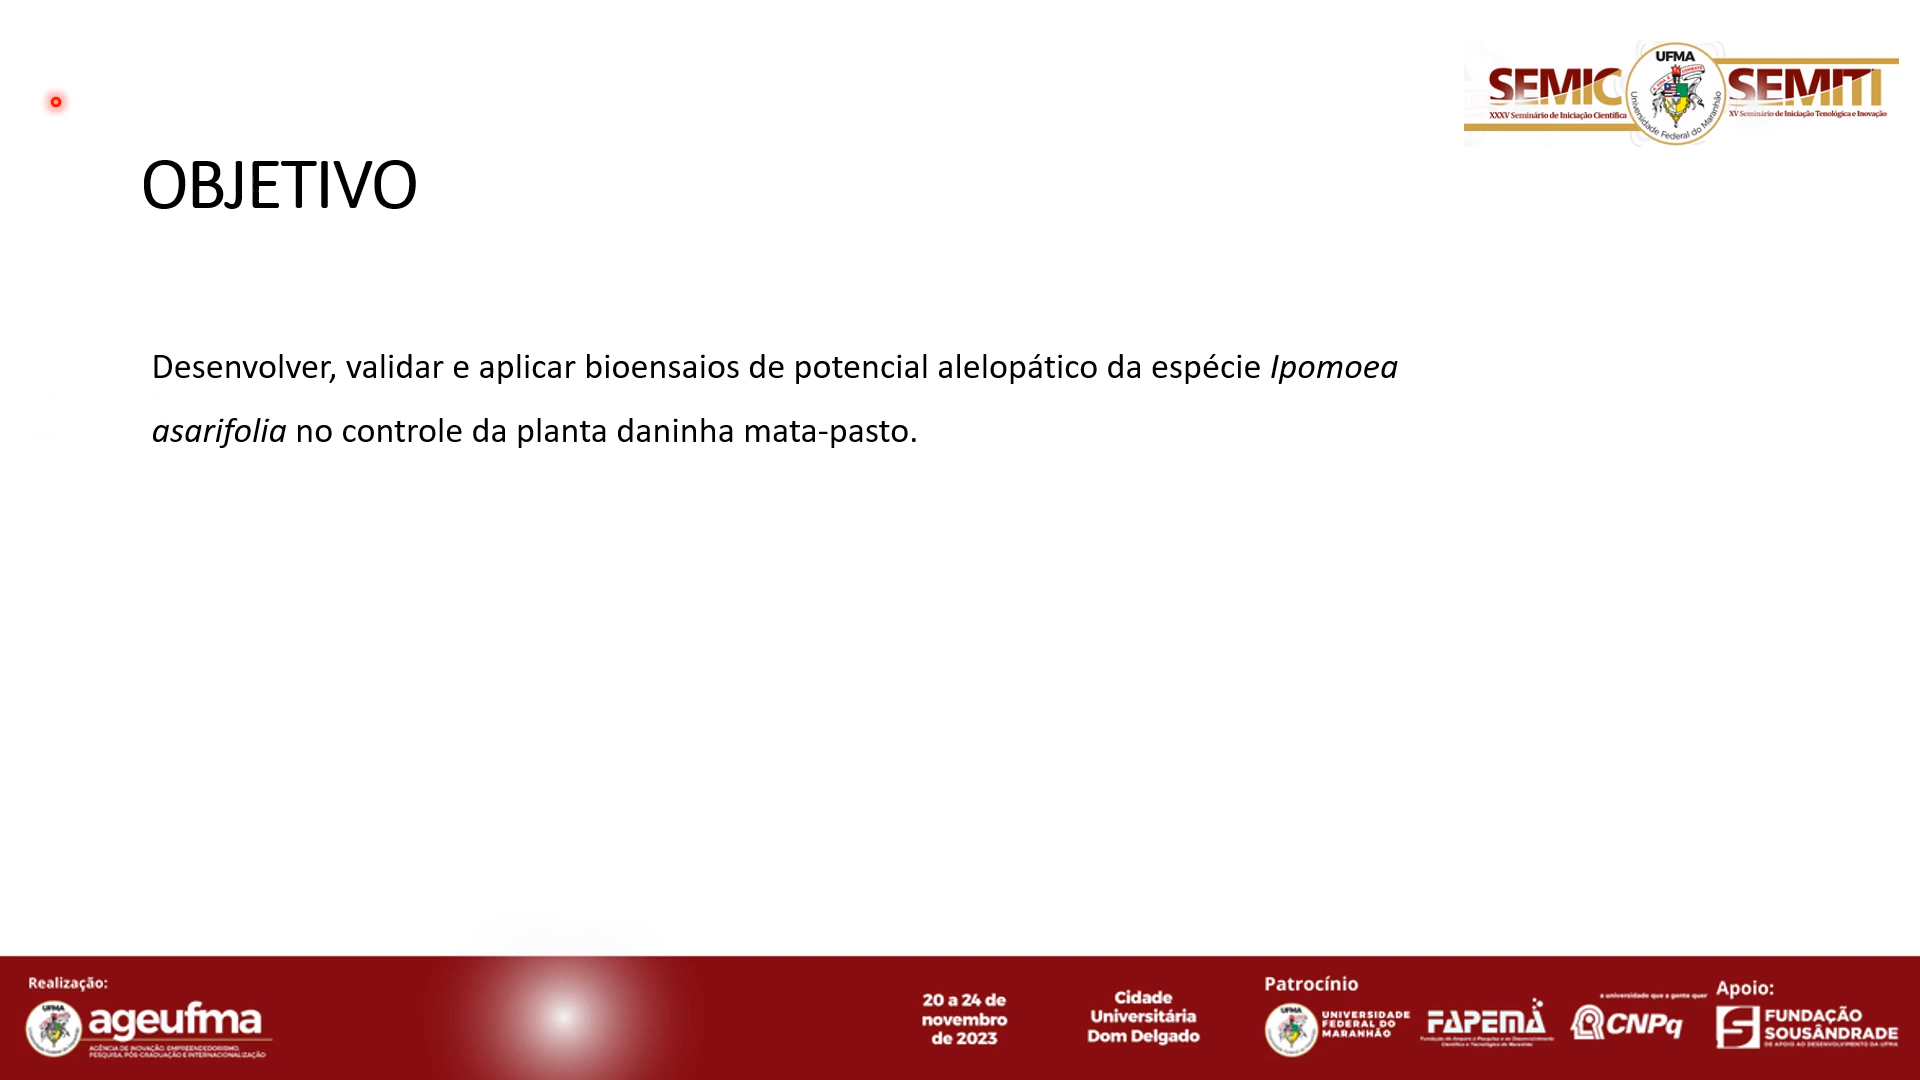 UFMA
SEMIC
XXXV Seminário de Iniciação Científica
Universidade Federal do Maranhão
SEMITI
XV Seminário de Iniciação Tenológica e Inovação
OBJETIVO
Desenvolver, validar e aplicar bioensaios de potencial alelopático da espécie Ipomoea
asarifolia no controle da planta daninha mata-pasto.
Realização:
UFMA
ageufma
AGÊNCIA DE INOVAÇÃO, EMPREENDEDORISMO,
PESQUISA, PÓS-GRADUAÇÃO E INTERNACIONALIZAÇÃO
20 a 24 de
novembro
de 2023
Cidade
Universitária
Dom Delgado
Patrocínio
UFMA
UNIVERSIDADE
FEDERAL DO
MARANHÃO
a universidade que a gente quer
FAPEMA
Fundação de Amparo à Pesquisa e ao Desenvolvimento
Científico e Tecnológico do Maranhão
CNPq
Apoio:
FUNDAÇÃO
SOUSÂNDRADE
DE APOIO AO DESENVOLVIMENTO DA UFMA